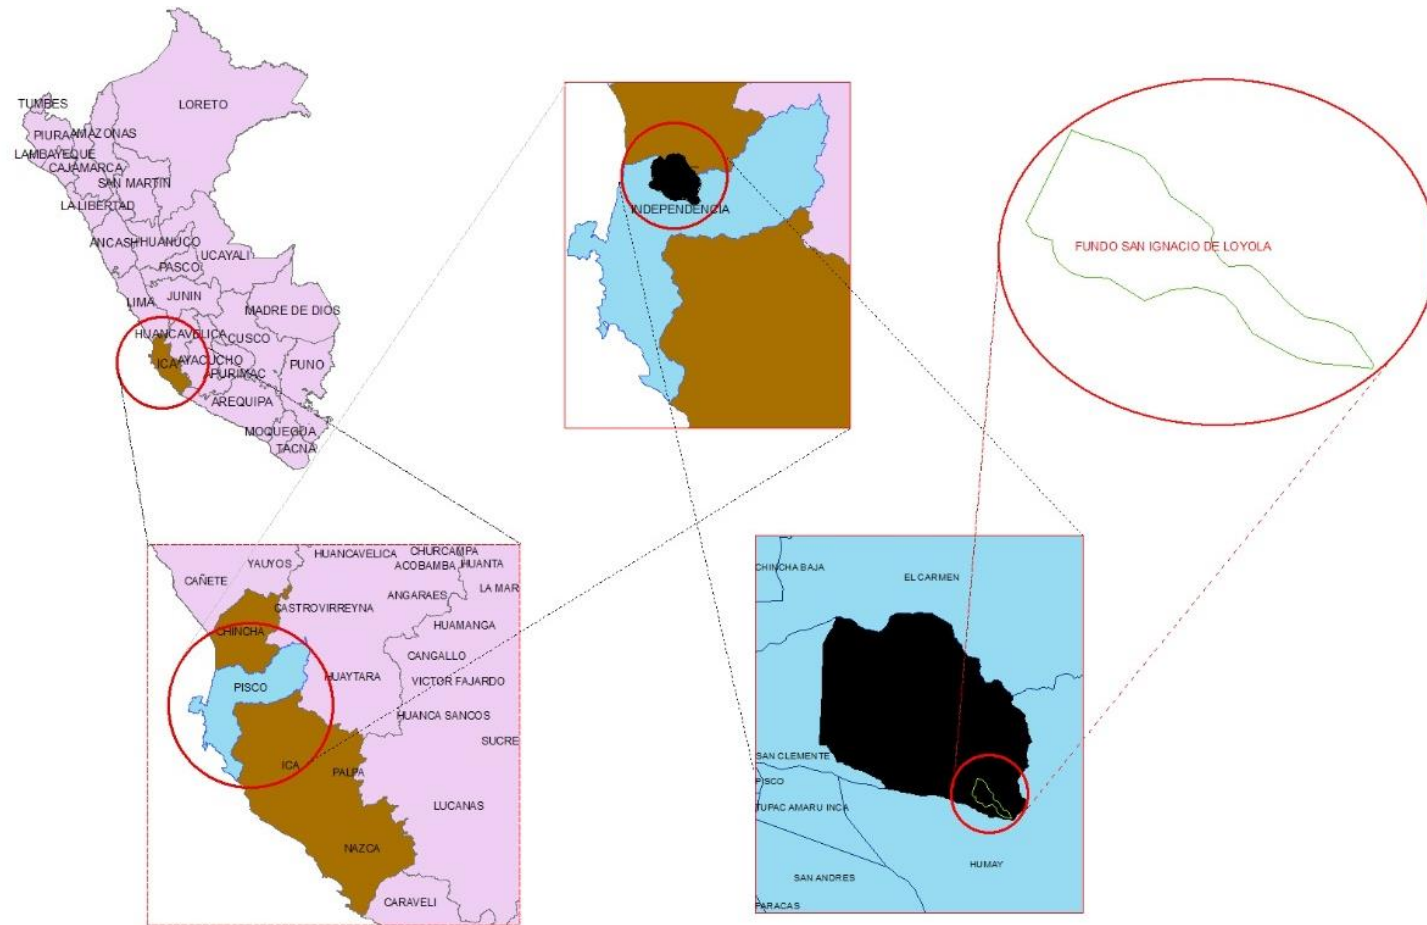 TUMBES
LORETO
PIURA
AMAZONAS
LAMBAYEQUE
CAJAMARCA
SAN MARTIN
LA LIBERTAD
ANCASH
HUANUCO
UCAYALI
PASCO
JUNIN
LIMA
MADRE DE DIOS
HUANCAVELICA
CUSCO
ICA
AYACUCHO
PUNO
APURIMAC
AREQUIPA
MOQUEGUA
TACNA
INDEPENDENCIA
FUNDO SAN IGNACIO DE LOYOLA
CAÑETE
YAUYOS
HUANCAVELICA
CHURCAMPA
ACOBAMBA
HUANTA
LA MAR
ANGARAES
CASTROVIRREYNA
CHINCHA
HUAMANGA
CANGALLO
HUAYTARA
VICTOR FAJARDO
PISCO
HUANCA SANCOS
SUCRE
ICA
PALPA
LUCANAS
NAZCA
CARAVELI
CHINCHA BAJA
EL CARMEN
SAN CLEMENTE
PISCO
TUPAC AMARU INCA
HUMAY
SAN ANDRES
PARACAS